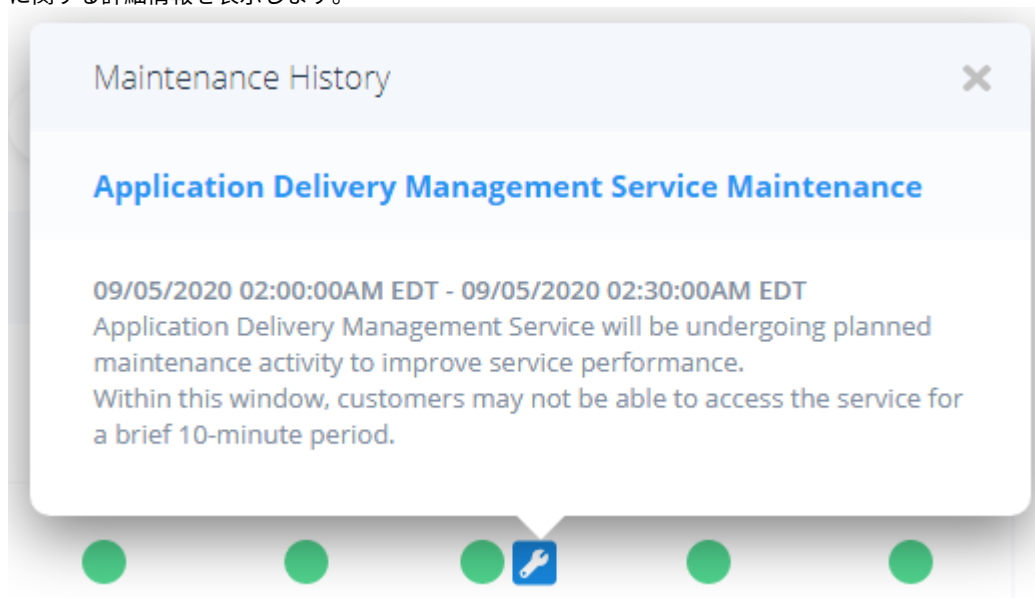 に関する詳細情報を表示します。
Maintenance History
Application Delivery Management Service Maintenance
09/05/2020 02:00:00AM EDT - 09/05/2020 02:30:00AM EDT
Application Delivery Management Service will be undergoing planned
maintenance activity to improve service performance.
Within this window, customers may not be able to access the service for
a brief 10-minute period.